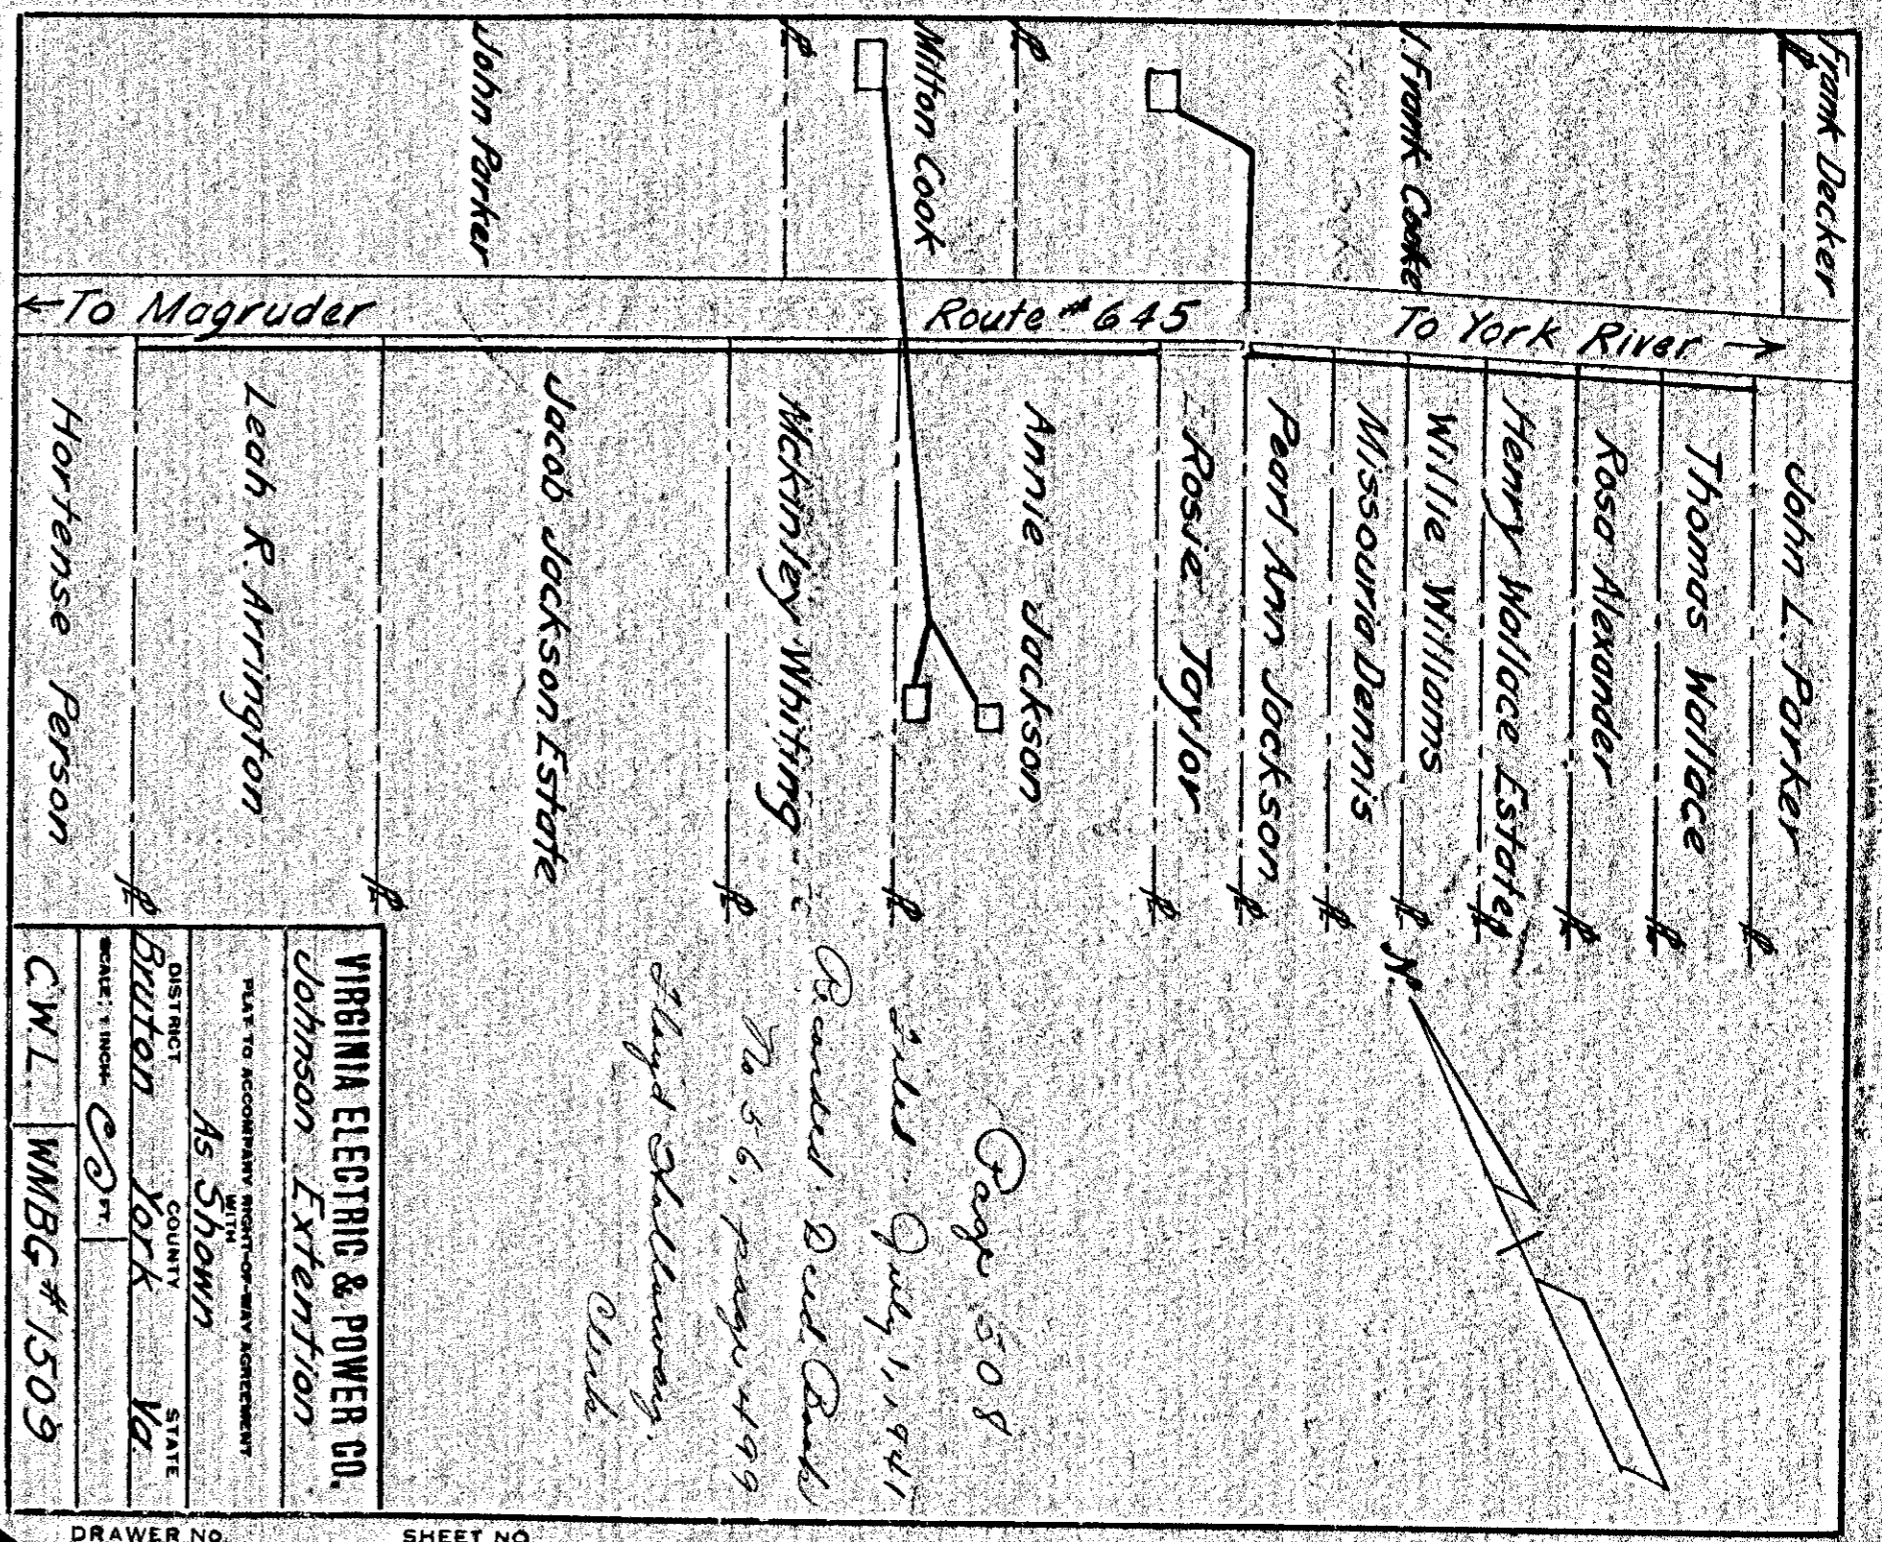 Frank Decker
J. Frank Cooke
Milton Cook
John Parker
← To Magruder
Route #645
To York River →
Hortense Person
Leah R. Arrington
Jacob Jackson Estate
McKinley Whiting
Annie Jackson
Rosie Taylor
Pearl Ann Jackson
Missouria Dennis
Willie Williams
Henry Wallace Estate
Rosa Alexander
Thomas Wallace
John L. Parker
N.
Page 508
Filed July 1, 1941
Recorded Deed Book
No 56, page 499
Floyd Holloway,
Clerk
VIRGINIA ELECTRIC & POWER CO.
Johnson Extention
PLAT TO ACCOMPANY RIGHT-OF-WAY AGREEMENT
WITH
As Shown
DISTRICT COUNTY STATE
Bruton York Va.
SCALE: 1 INCH= FT.
C.W.L. WMBG #1509
DRAWER NO. SHEET NO